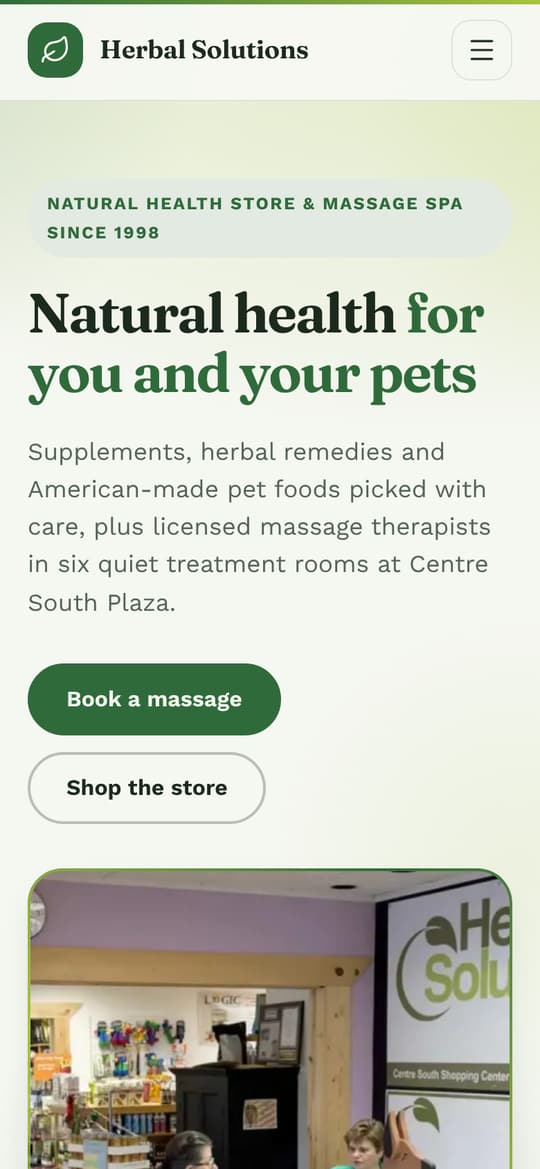 Herbal Solutions
NATURAL HEALTH STORE & MASSAGE SPA
SINCE 1998
Natural health for
you and your pets
Supplements, herbal remedies and
American-made pet foods picked with
care, plus licensed massage therapists
in six quiet treatment rooms at Centre
South Plaza.
Book a massage
Shop the store
He
Solu
Centre South Shopping Center